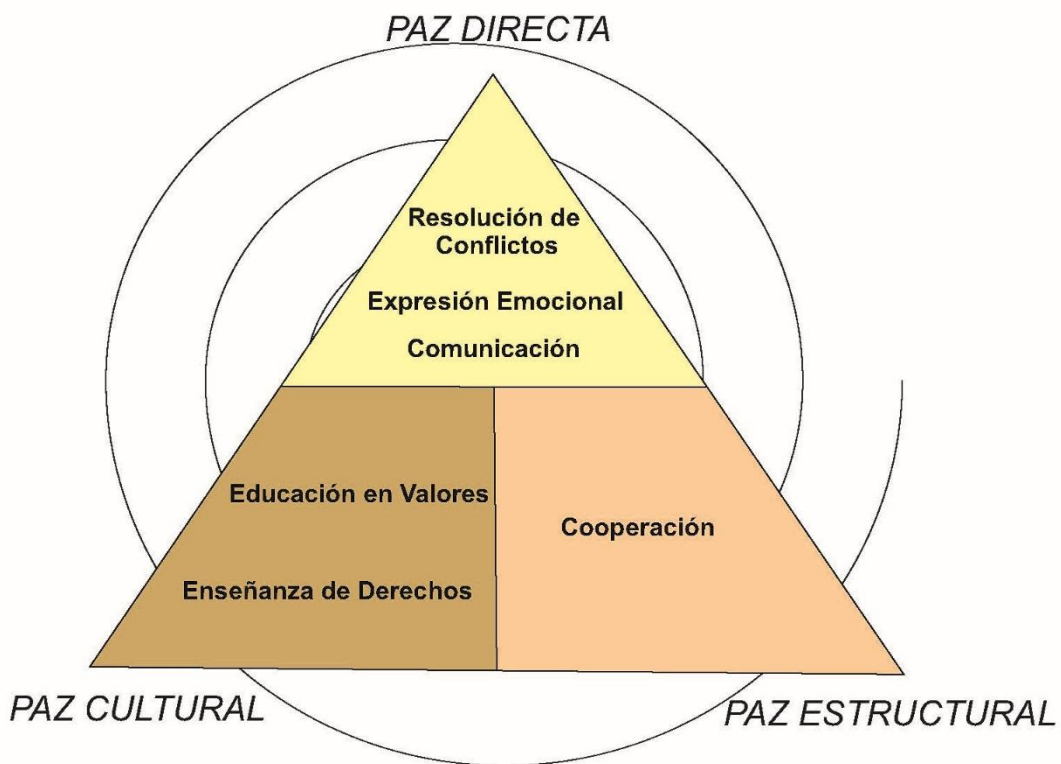 PAZ DIRECTA
Resolución de
Conflictos
Expresión Emocional
Comunicación
Educación en Valores
Enseñanza de Derechos
Cooperación
PAZ CULTURAL
PAZ ESTRUCTURAL